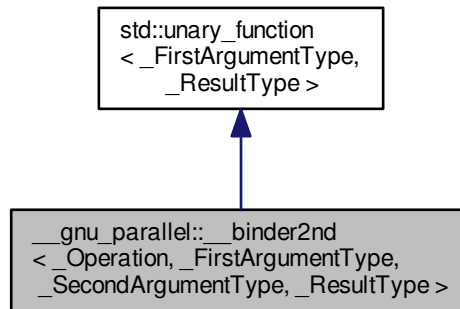 std::unary_function
< _FirstArgumentType,
_ResultType >
__gnu_parallel::__binder2nd
< _Operation, _FirstArgumentType,
_SecondArgumentType, _ResultType >